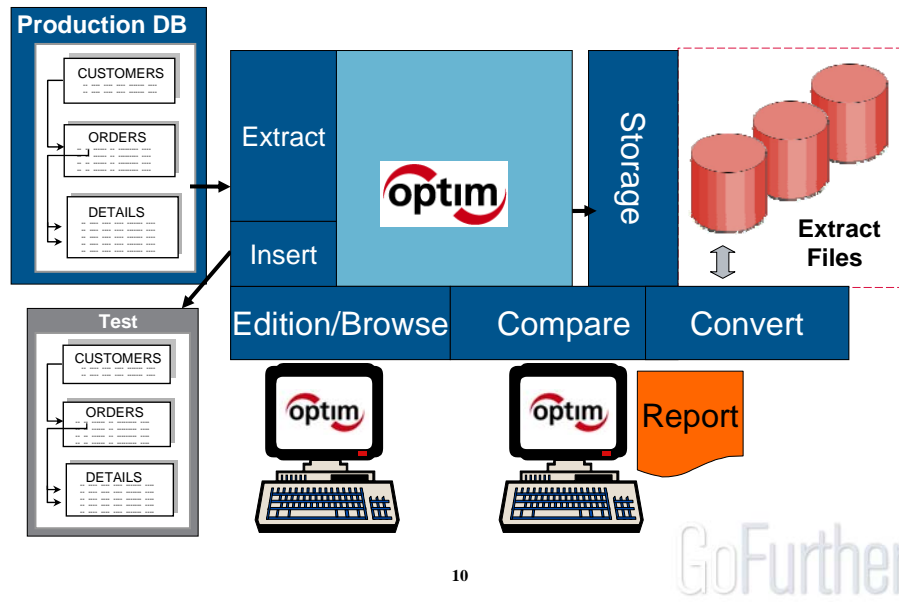 Production DB
CUSTOMERS
ORDERS
DETAILS
Extract
Insert
optim
Storage
Extract
Files
Test
CUSTOMERS
ORDERS
DETAILS
Edition/Browse
Compare
Convert
optim
optim
Report
10
GoFurther